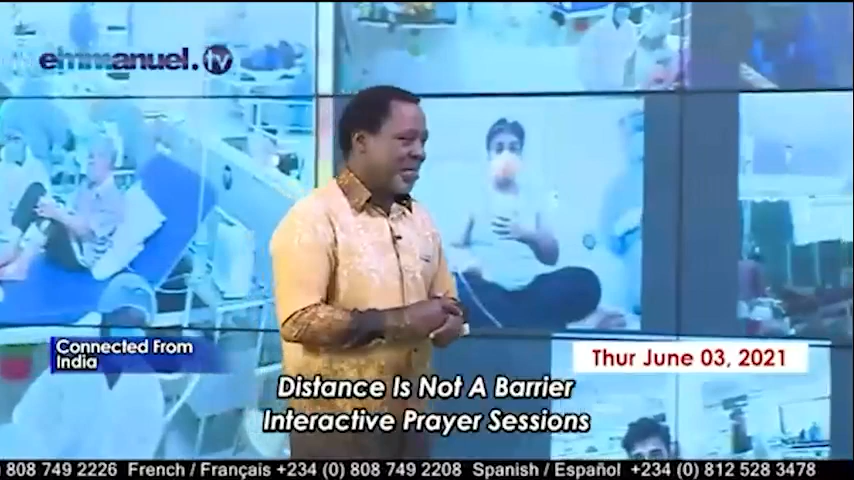 emmanuel.tv
Connected From
India
Thur June 03, 2021
Distance Is Not A Barrier
Interactive Prayer Sessions
808 749 2226 French / Français +234 (0) 808 749 2208 Spanish / Español +234 (0) 812 528 3478